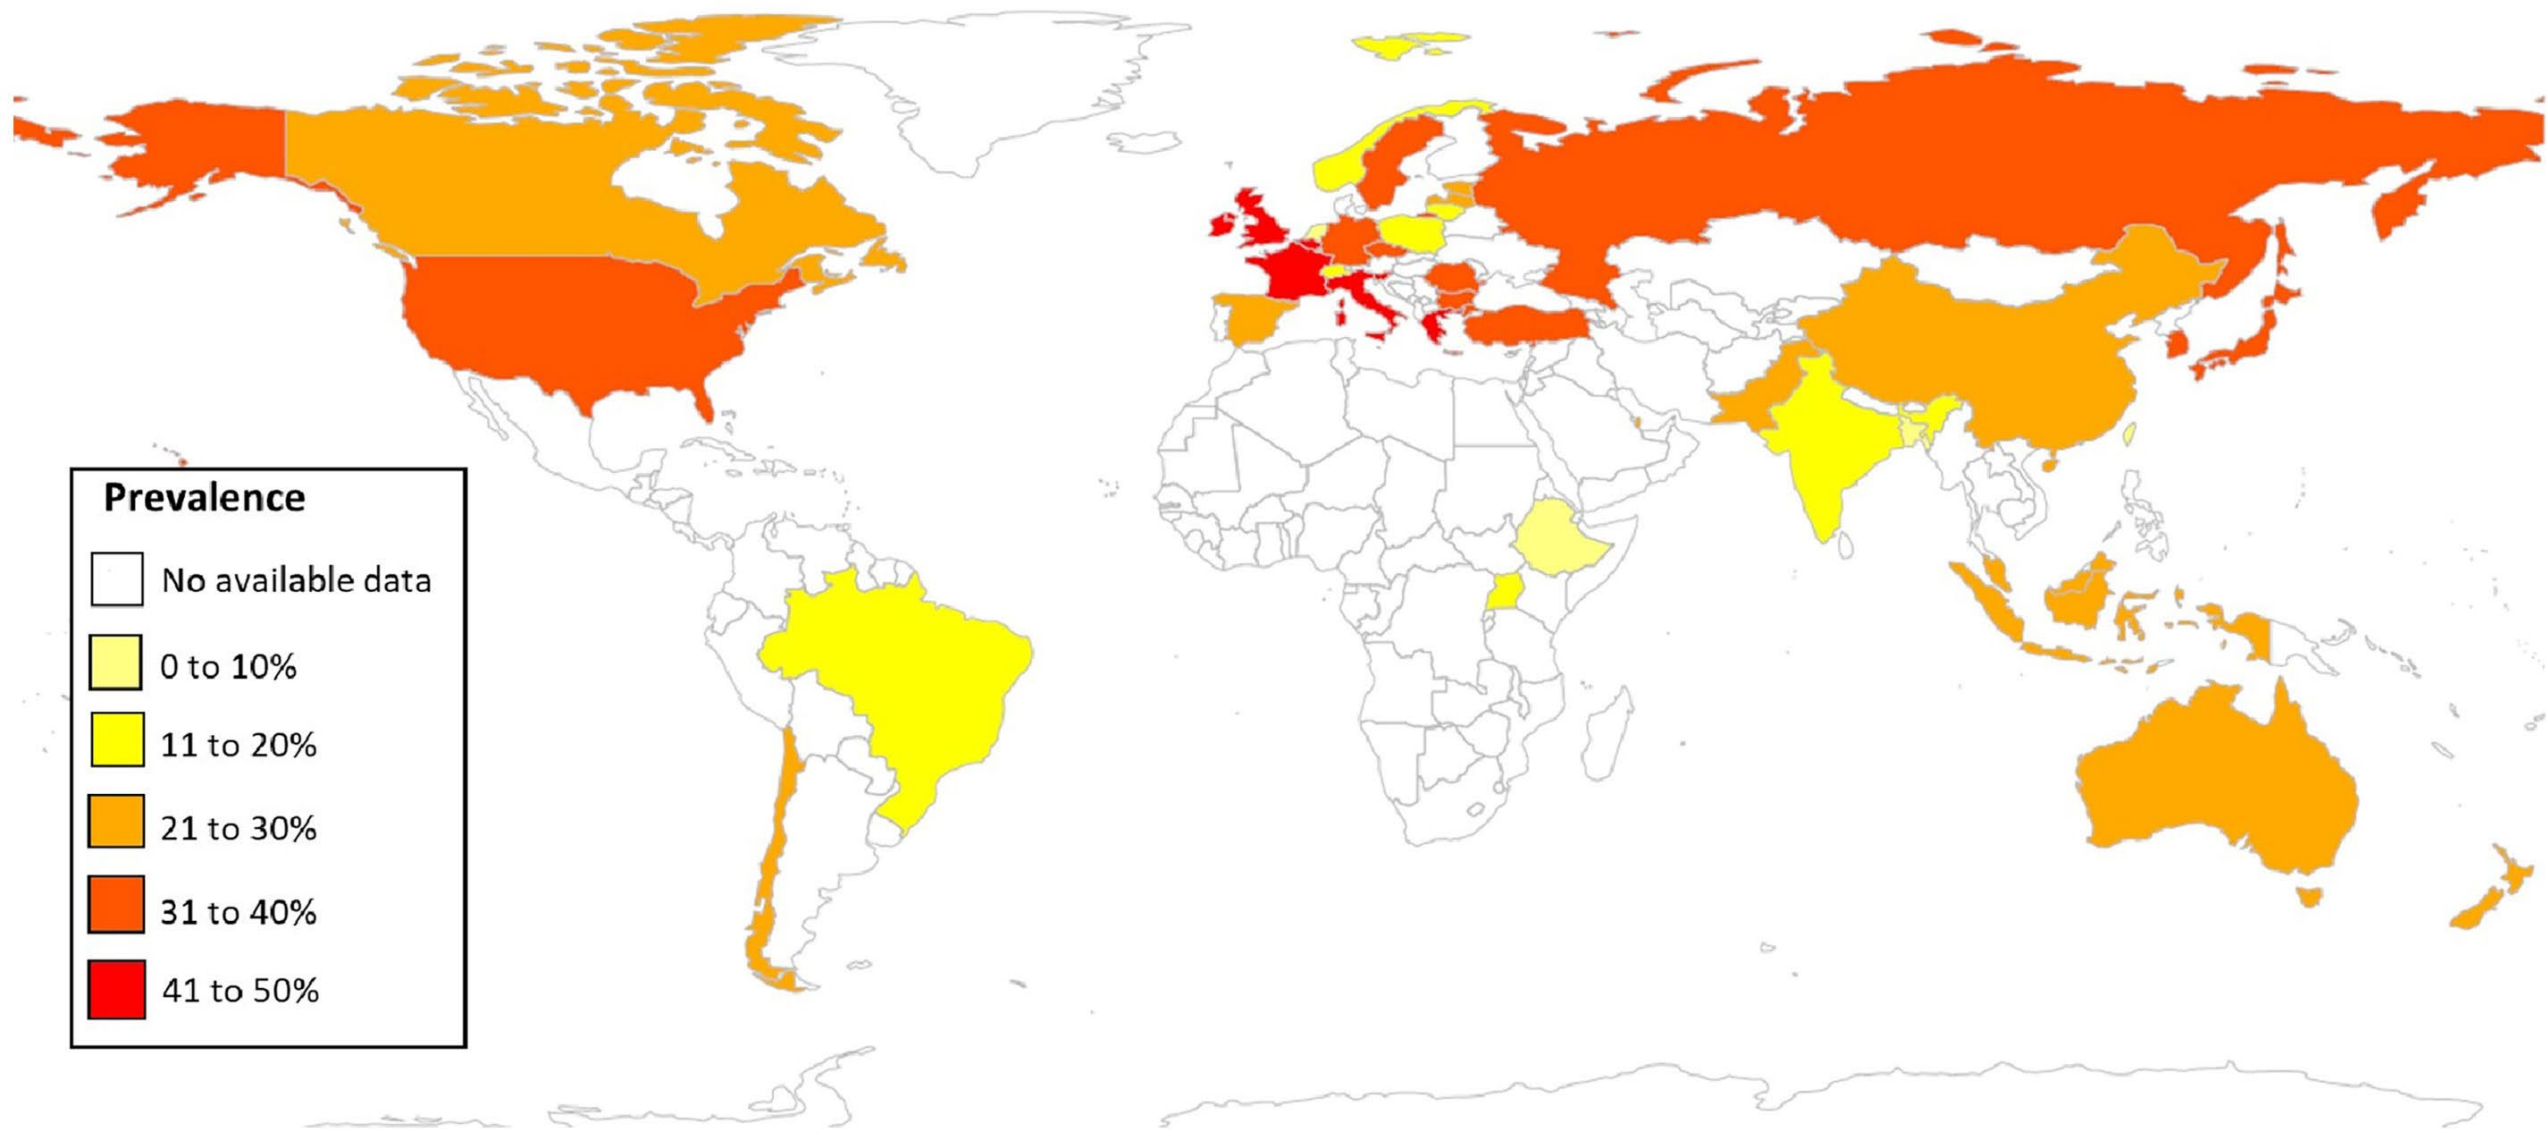 Prevalence
No available data
0 to 10%
11 to 20%
21 to 30%
31 to 40%
41 to 50%